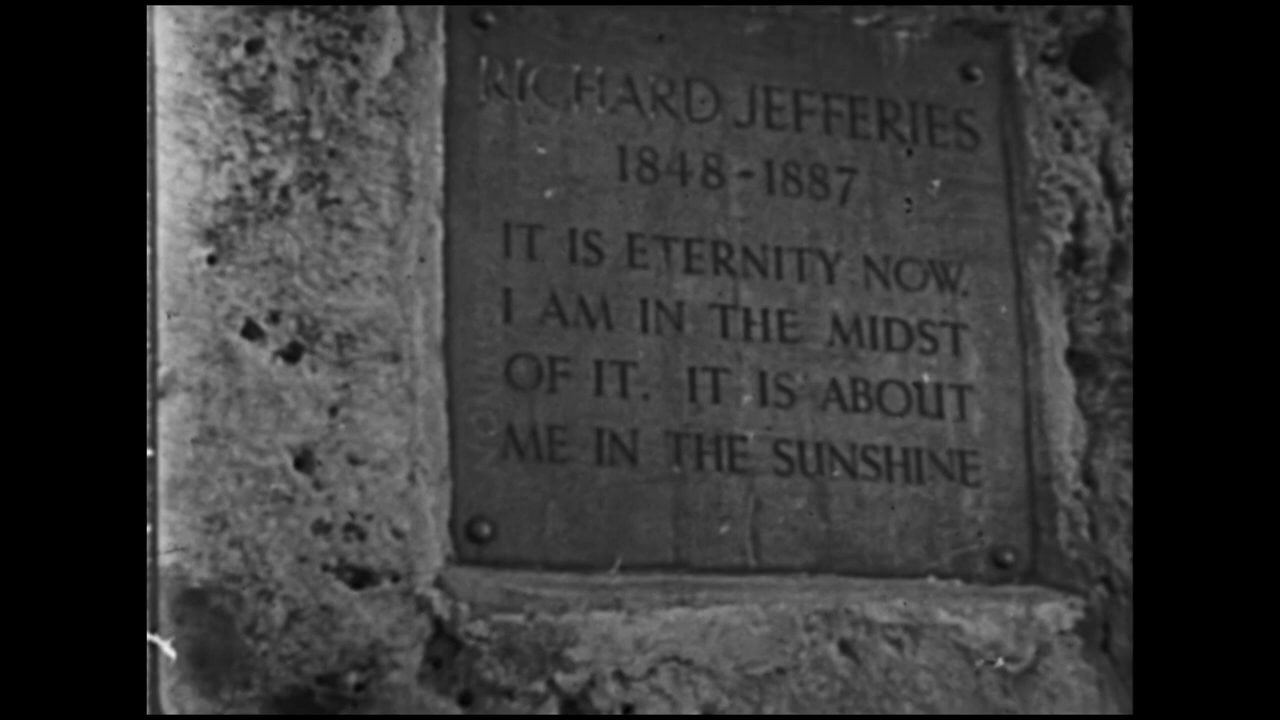 RICHARD JEFFERIES
1848-1887
IT IS ETERNITY NOW.
I AM IN THE MIDST
OF IT. IT IS ABOUT
ME IN THE SUNSHINE